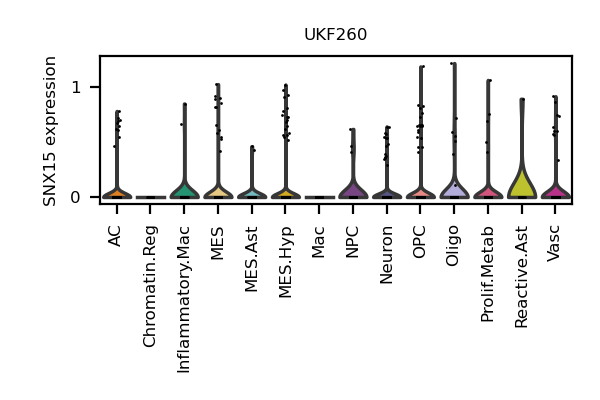 UKF260
SNX15 expression
1
0
AC
Chromatin.Reg
Inflammatory.Mac
MES
MES.Ast
MES.Hyp
Mac
NPC
Neuron
OPC
Oligo
Prolif.Metab
Reactive.Ast
Vasc